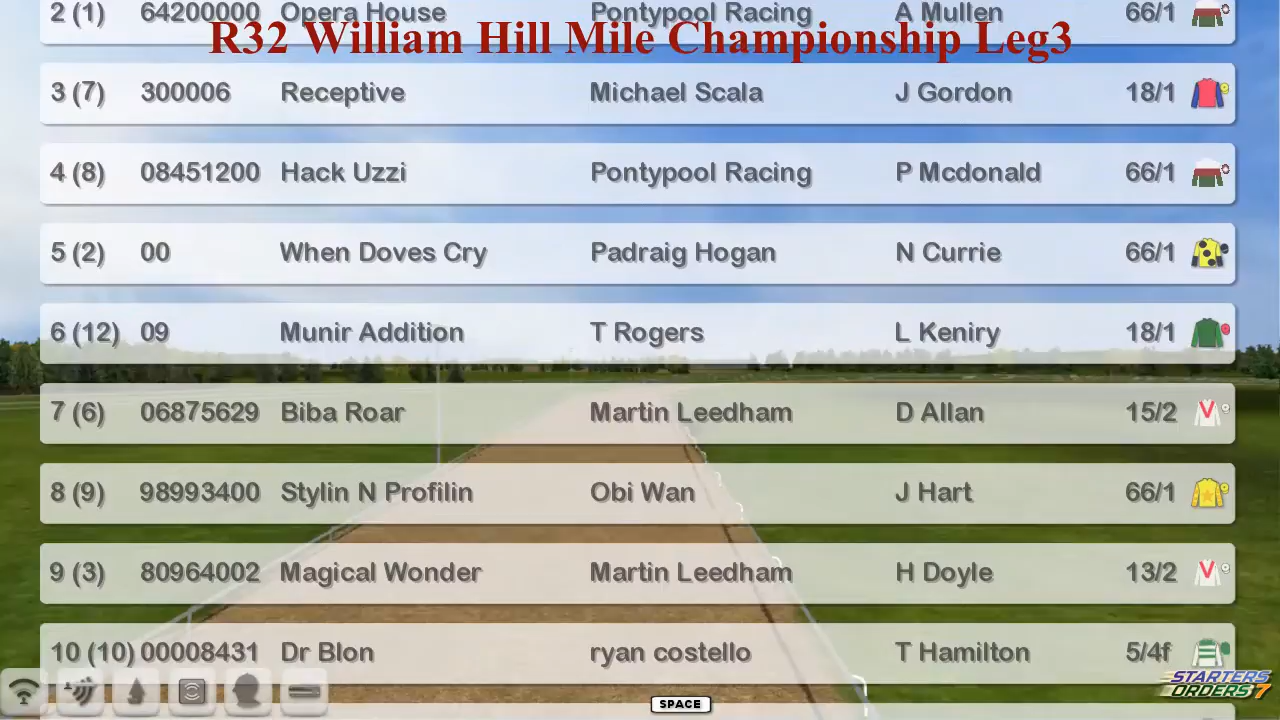 2 (1) 64200000 Opera House Pontypool Racing A Mullen 66/1
R32 William Hill Mile Championship Leg3
3 (7) 300006 Receptive Michael Scala J Gordon 18/1
4 (8) 08451200 Hack Uzzi Pontypool Racing P Mcdonald 66/1
5 (2) 00 When Doves Cry Padraig Hogan N Currie 66/1
6 (12) 09 Munir Addition T Rogers L Keniry 18/1
7 (6) 06875629 Biba Roar Martin Leedham D Allan 15/2
8 (9) 98993400 Stylin N Profilin Obi Wan J Hart 66/1
9 (3) 80964002 Magical Wonder Martin Leedham H Doyle 13/2
10 (10) 00008431 Dr Blon ryan costello T Hamilton 5/4f
STARTERS
ORDERS 7
SPACE